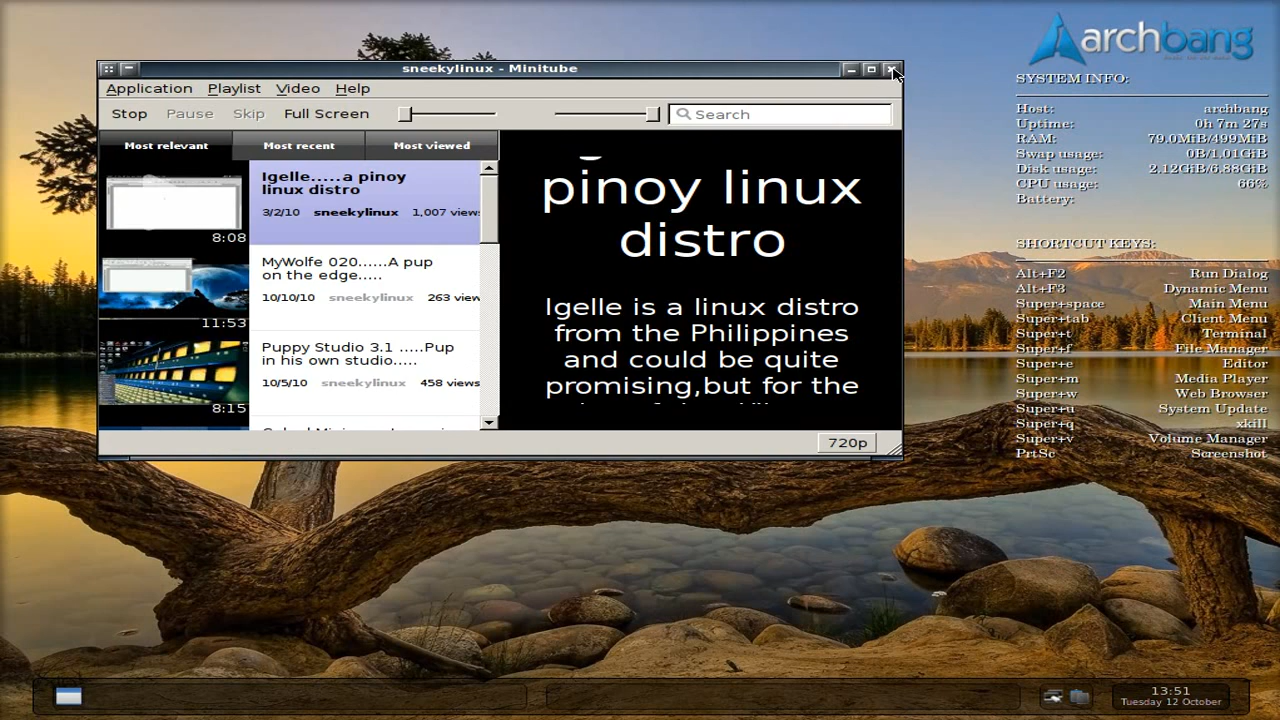 sneekylinux - Minitube
Application Playlist Video Help
Stop Pause Skip Full Screen Search
Most relevant Most recent Most viewed
Igelle.....a pinoy
linux distro
3/2/10 sneekylinux 1,007 views
8:08
MyWolfe 020......A pup
on the edge.....
10/10/10 sneekylinux 263 view
11:53
Puppy Studio 3.1 .....Pup
in his own studio.....
10/5/10 sneekylinux 458 views
8:15
pinoy linux
distro
Igelle is a linux distro
from the Philippines
and could be quite
promising,but for the
720p
archbang
SYSTEM INFO:
Host: archbang
Uptime: 0h 7m 27s
RAM: 79.0MiB/499MiB
Swap usage: 0B/1.01GiB
Disk usage: 2.12GiB/6.88GiB
CPU usage: 66%
Battery:
SHORTCUT KEYS:
Alt+F2 Run Dialog
Alt+F3 Dynamic Menu
Super+space Main Menu
Super+tab Client Menu
Super+t Terminal
Super+f File Manager
Super+e Editor
Super+m Media Player
Super+w Web Browser
Super+u System Update
Super+q xkill
Super+v Volume Manager
PrtSc Screenshot
13:51
Tuesday 12 October